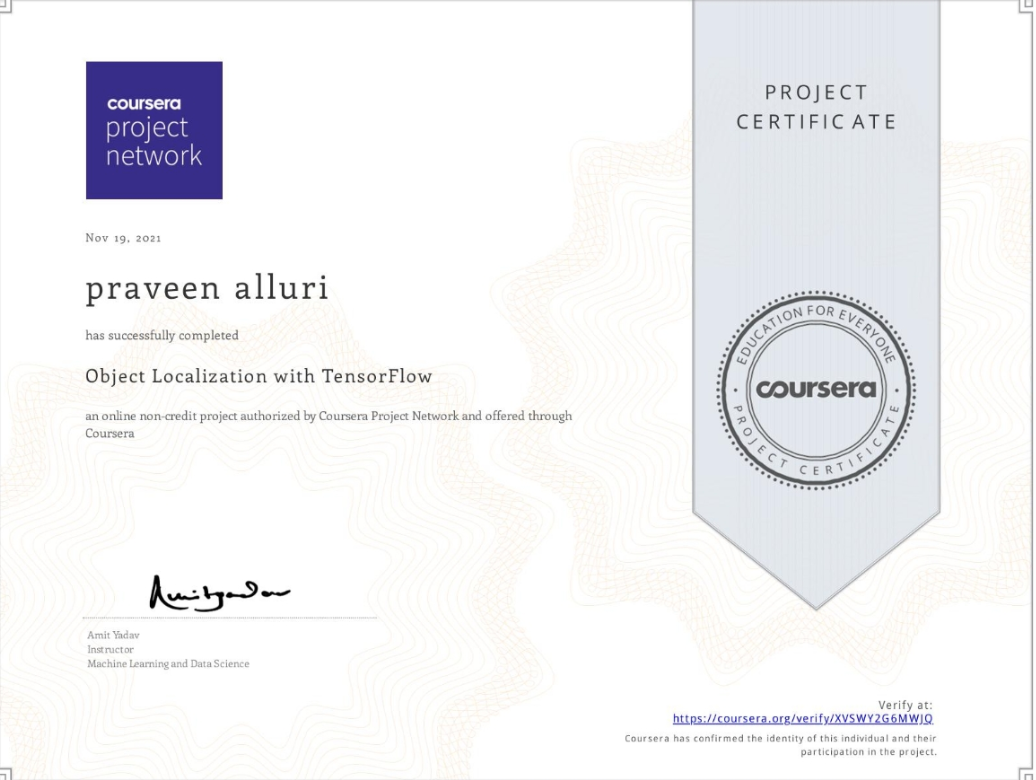 coursera
project
network
PROJECT
CERTIFICATE
Nov 19, 2021
praveen alluri
has successfully completed
Object Localization with TensorFlow
an online non-credit project authorized by Coursera Project Network and offered through
Coursera
EDUCATION FOR EVERYONE
coursera
PROJECT CERTIFICATE
Amit Yadav
Amit Yadav
Instructor
Machine Learning and Data Science
Verify at:
https://coursera.org/verify/XVSWY2G6MWJQ
Coursera has confirmed the identity of this individual and their
participation in the project.